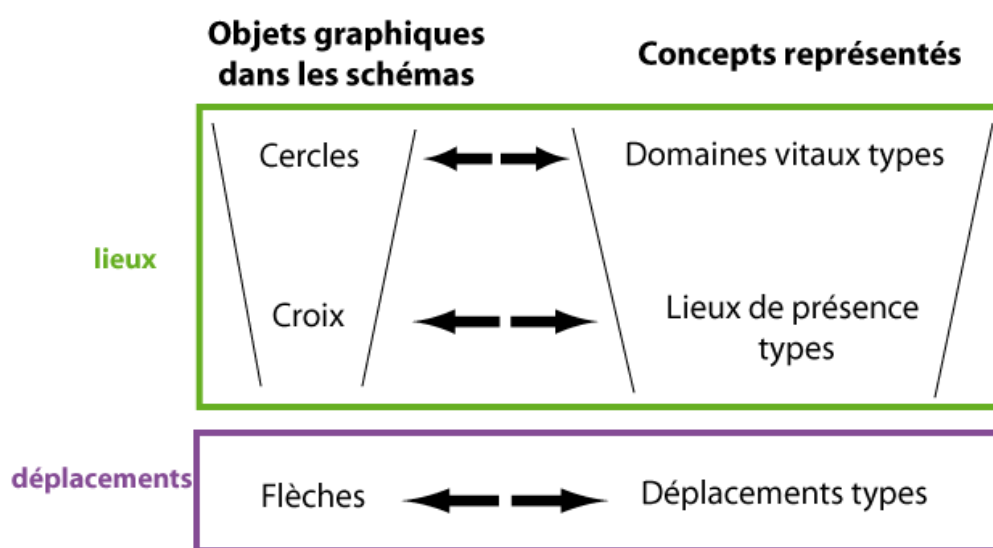 Objets graphiques
dans les schémas
Concepts représentés
Cercles
Domaines vitaux types
lieux
Croix
Lieux de présence
types
déplacements
Flèches
Déplacements types